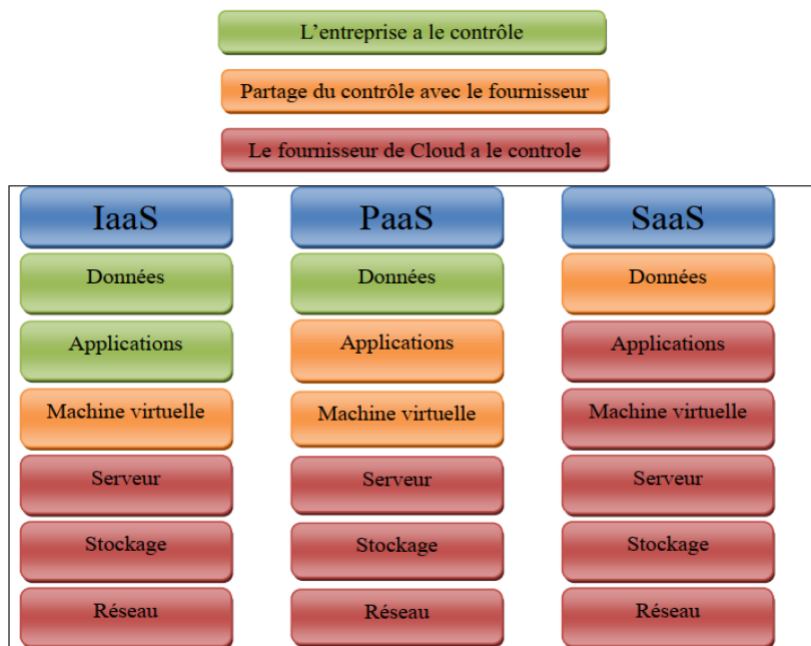 L'entreprise a le contrôle
Partage du contrôle avec le fournisseur
Le fournisseur de Cloud a le controle
IaaS
PaaS
SaaS
Données
Données
Données
Applications
Applications
Applications
Machine virtuelle
Machine virtuelle
Machine virtuelle
Serveur
Serveur
Serveur
Stockage
Stockage
Stockage
Réseau
Réseau
Réseau